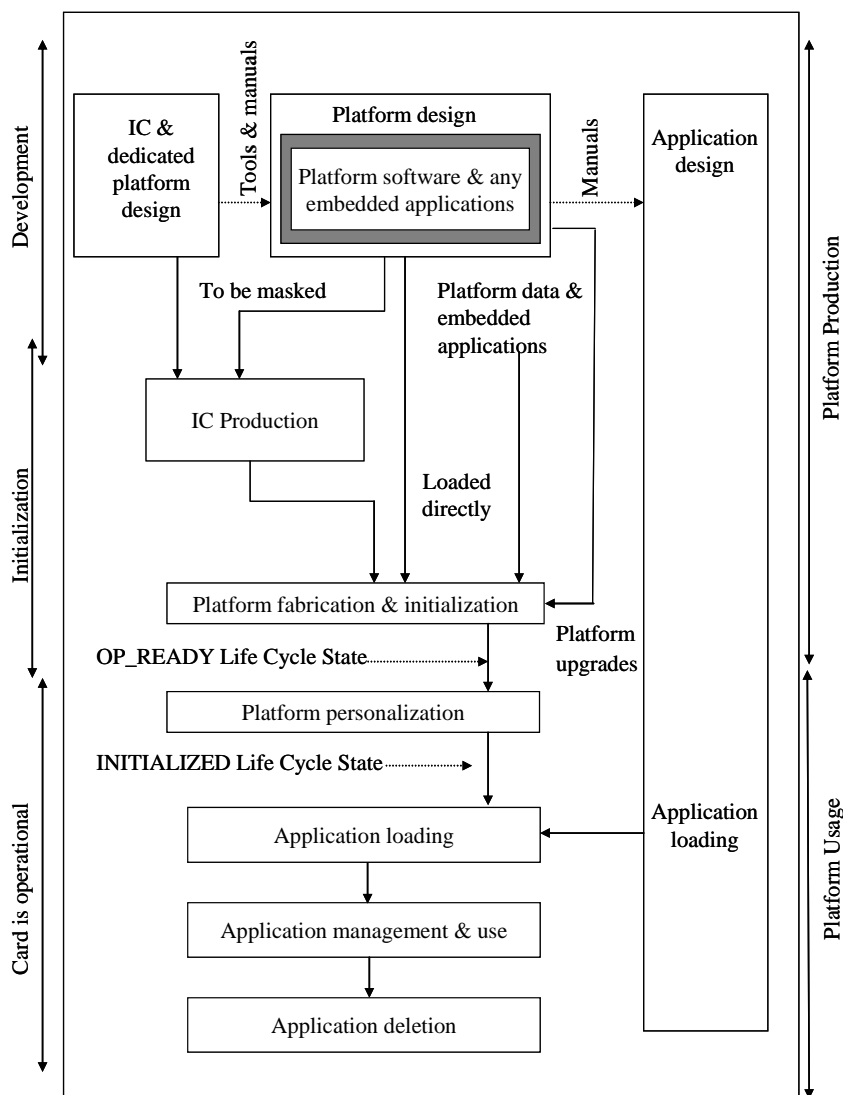 Development
Initialization
Card is operational
IC &
dedicated
platform
design
Tools & manuals
Platform design
Platform software & any
embedded applications
Manuals
Application
design
To be masked
Platform data &
embedded
applications
IC Production
Loaded
directly
Platform fabrication & initialization
OP_READY Life Cycle State
Platform
upgrades
Platform personalization
INITIALIZED Life Cycle State
Application loading
Application
loading
Application management & use
Application deletion
Platform Production
Platform Usage